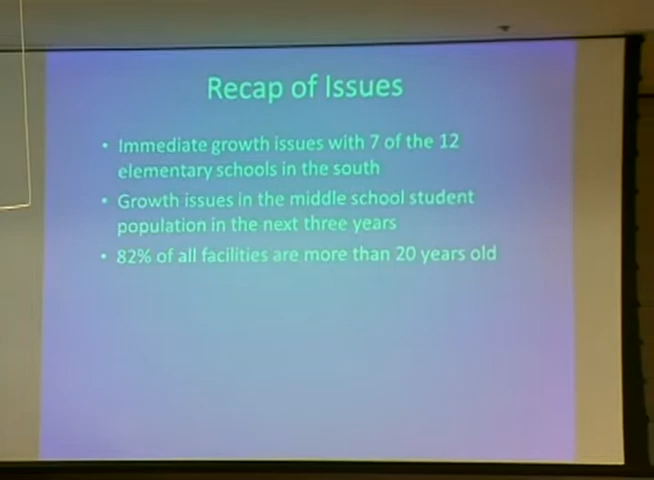 Recap of Issues
• Immediate growth issues with 7 of the 12
elementary schools in the south
• Growth issues in the middle school student
population in the next three years
• 82% of all facilities are more than 20 years old